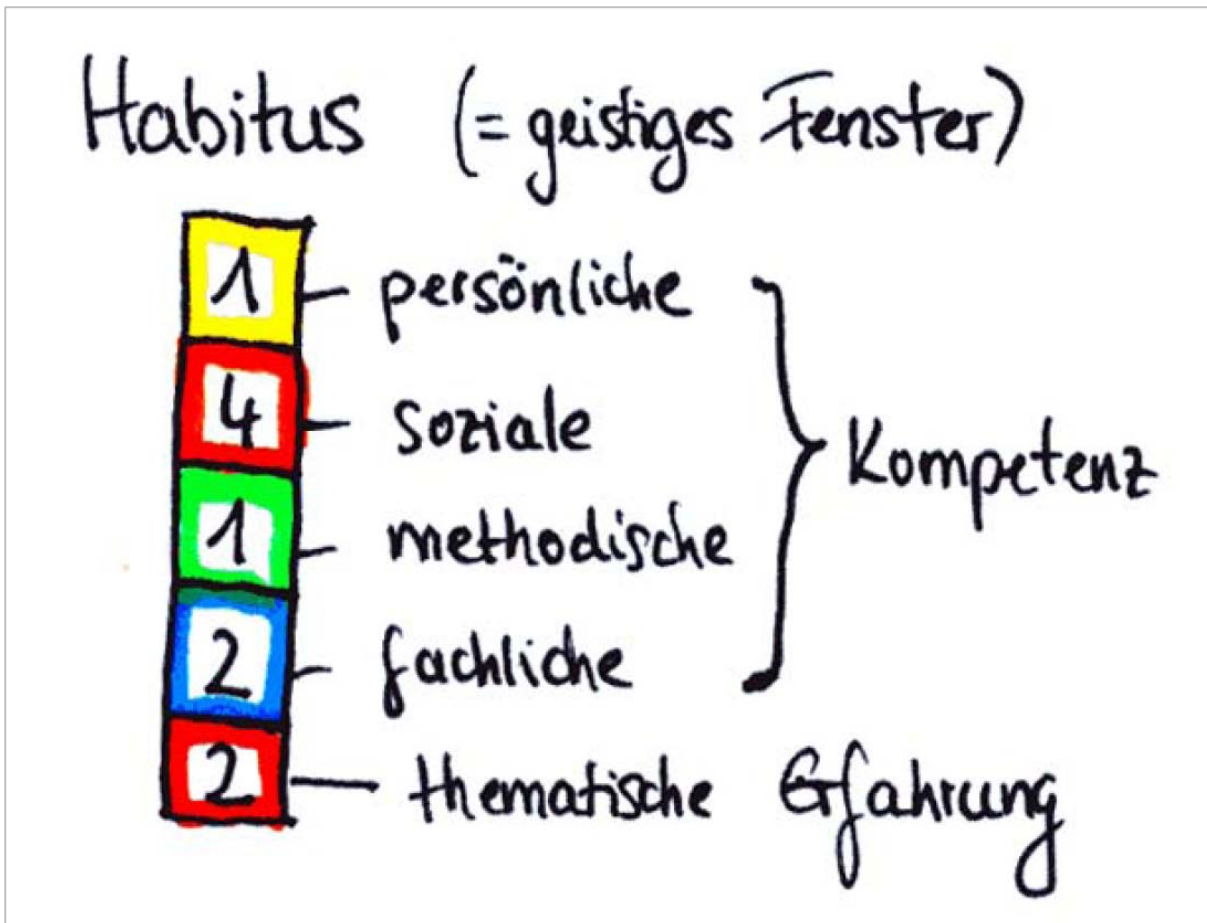 Habitus (= geistiges Fenster)
1 persönliche
4 soziale
Kompetenz
1 methodische
2 fachliche
2 thematische Erfahrung